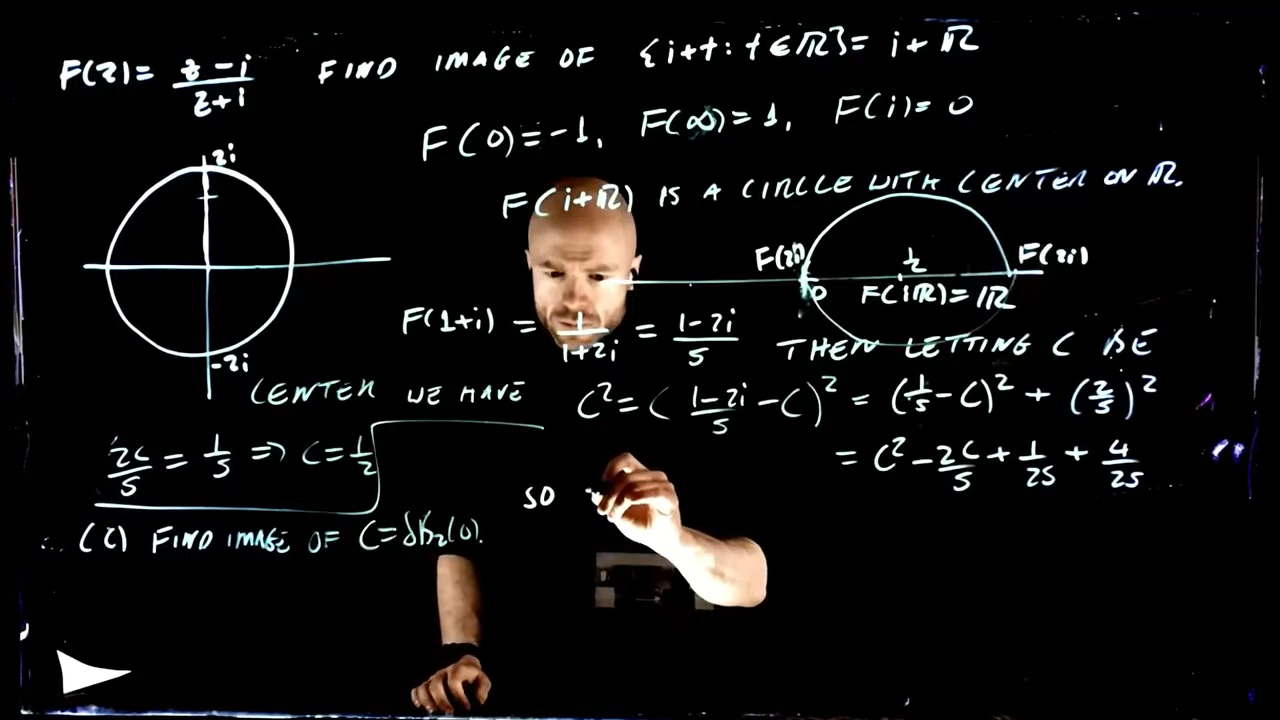 F(z) = z-i / z+i FIND IMAGE OF {i+t: t∈ℝ} = i+ℝ
F(0) = -1, F(∞) = 1, F(i) = 0
F(i+ℝ) IS A CIRCLE WITH CENTER ON ℝ.
2i
-2i
F(2i) 1/2 F(2i)
0 F(iℝ) = ℝ
F(1+i) = 1 / 1+2i = 1-2i / 5 THEN LETTING C BE
CENTER WE HAVE C² = (1-2i / 5 - C)² = (1/5 - C)² + (2/5)²
= C² - 2C/5 + 1/25 + 4/25
2C/5 = 1/5 ⇒ C = 1/2
SO
(2) FIND IMAGE OF C = ∂B₂(0).